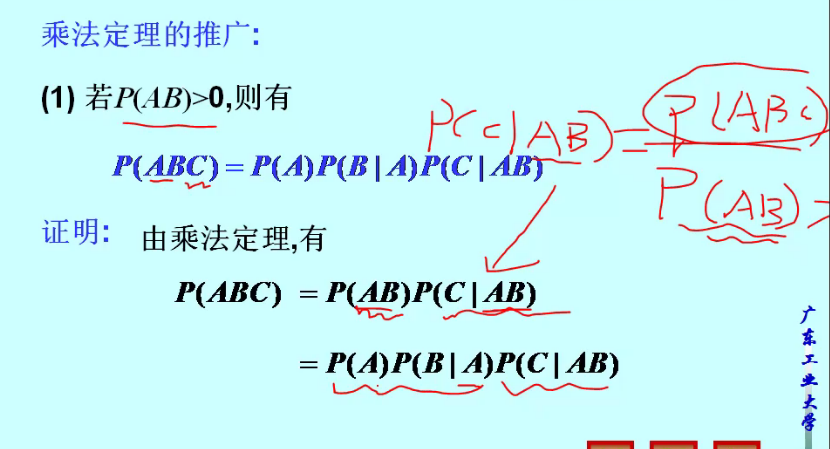 乘法定理的推广:
(1) 若P(AB)>0,则有
P(C|AB)=P(ABC)
P(AB)>
P(ABC) = P(A)P(B | A)P(C | AB)
证明: 由乘法定理,有
P(ABC) = P(AB)P(C | AB)
= P(A)P(B | A)P(C | AB)
广东工业大学